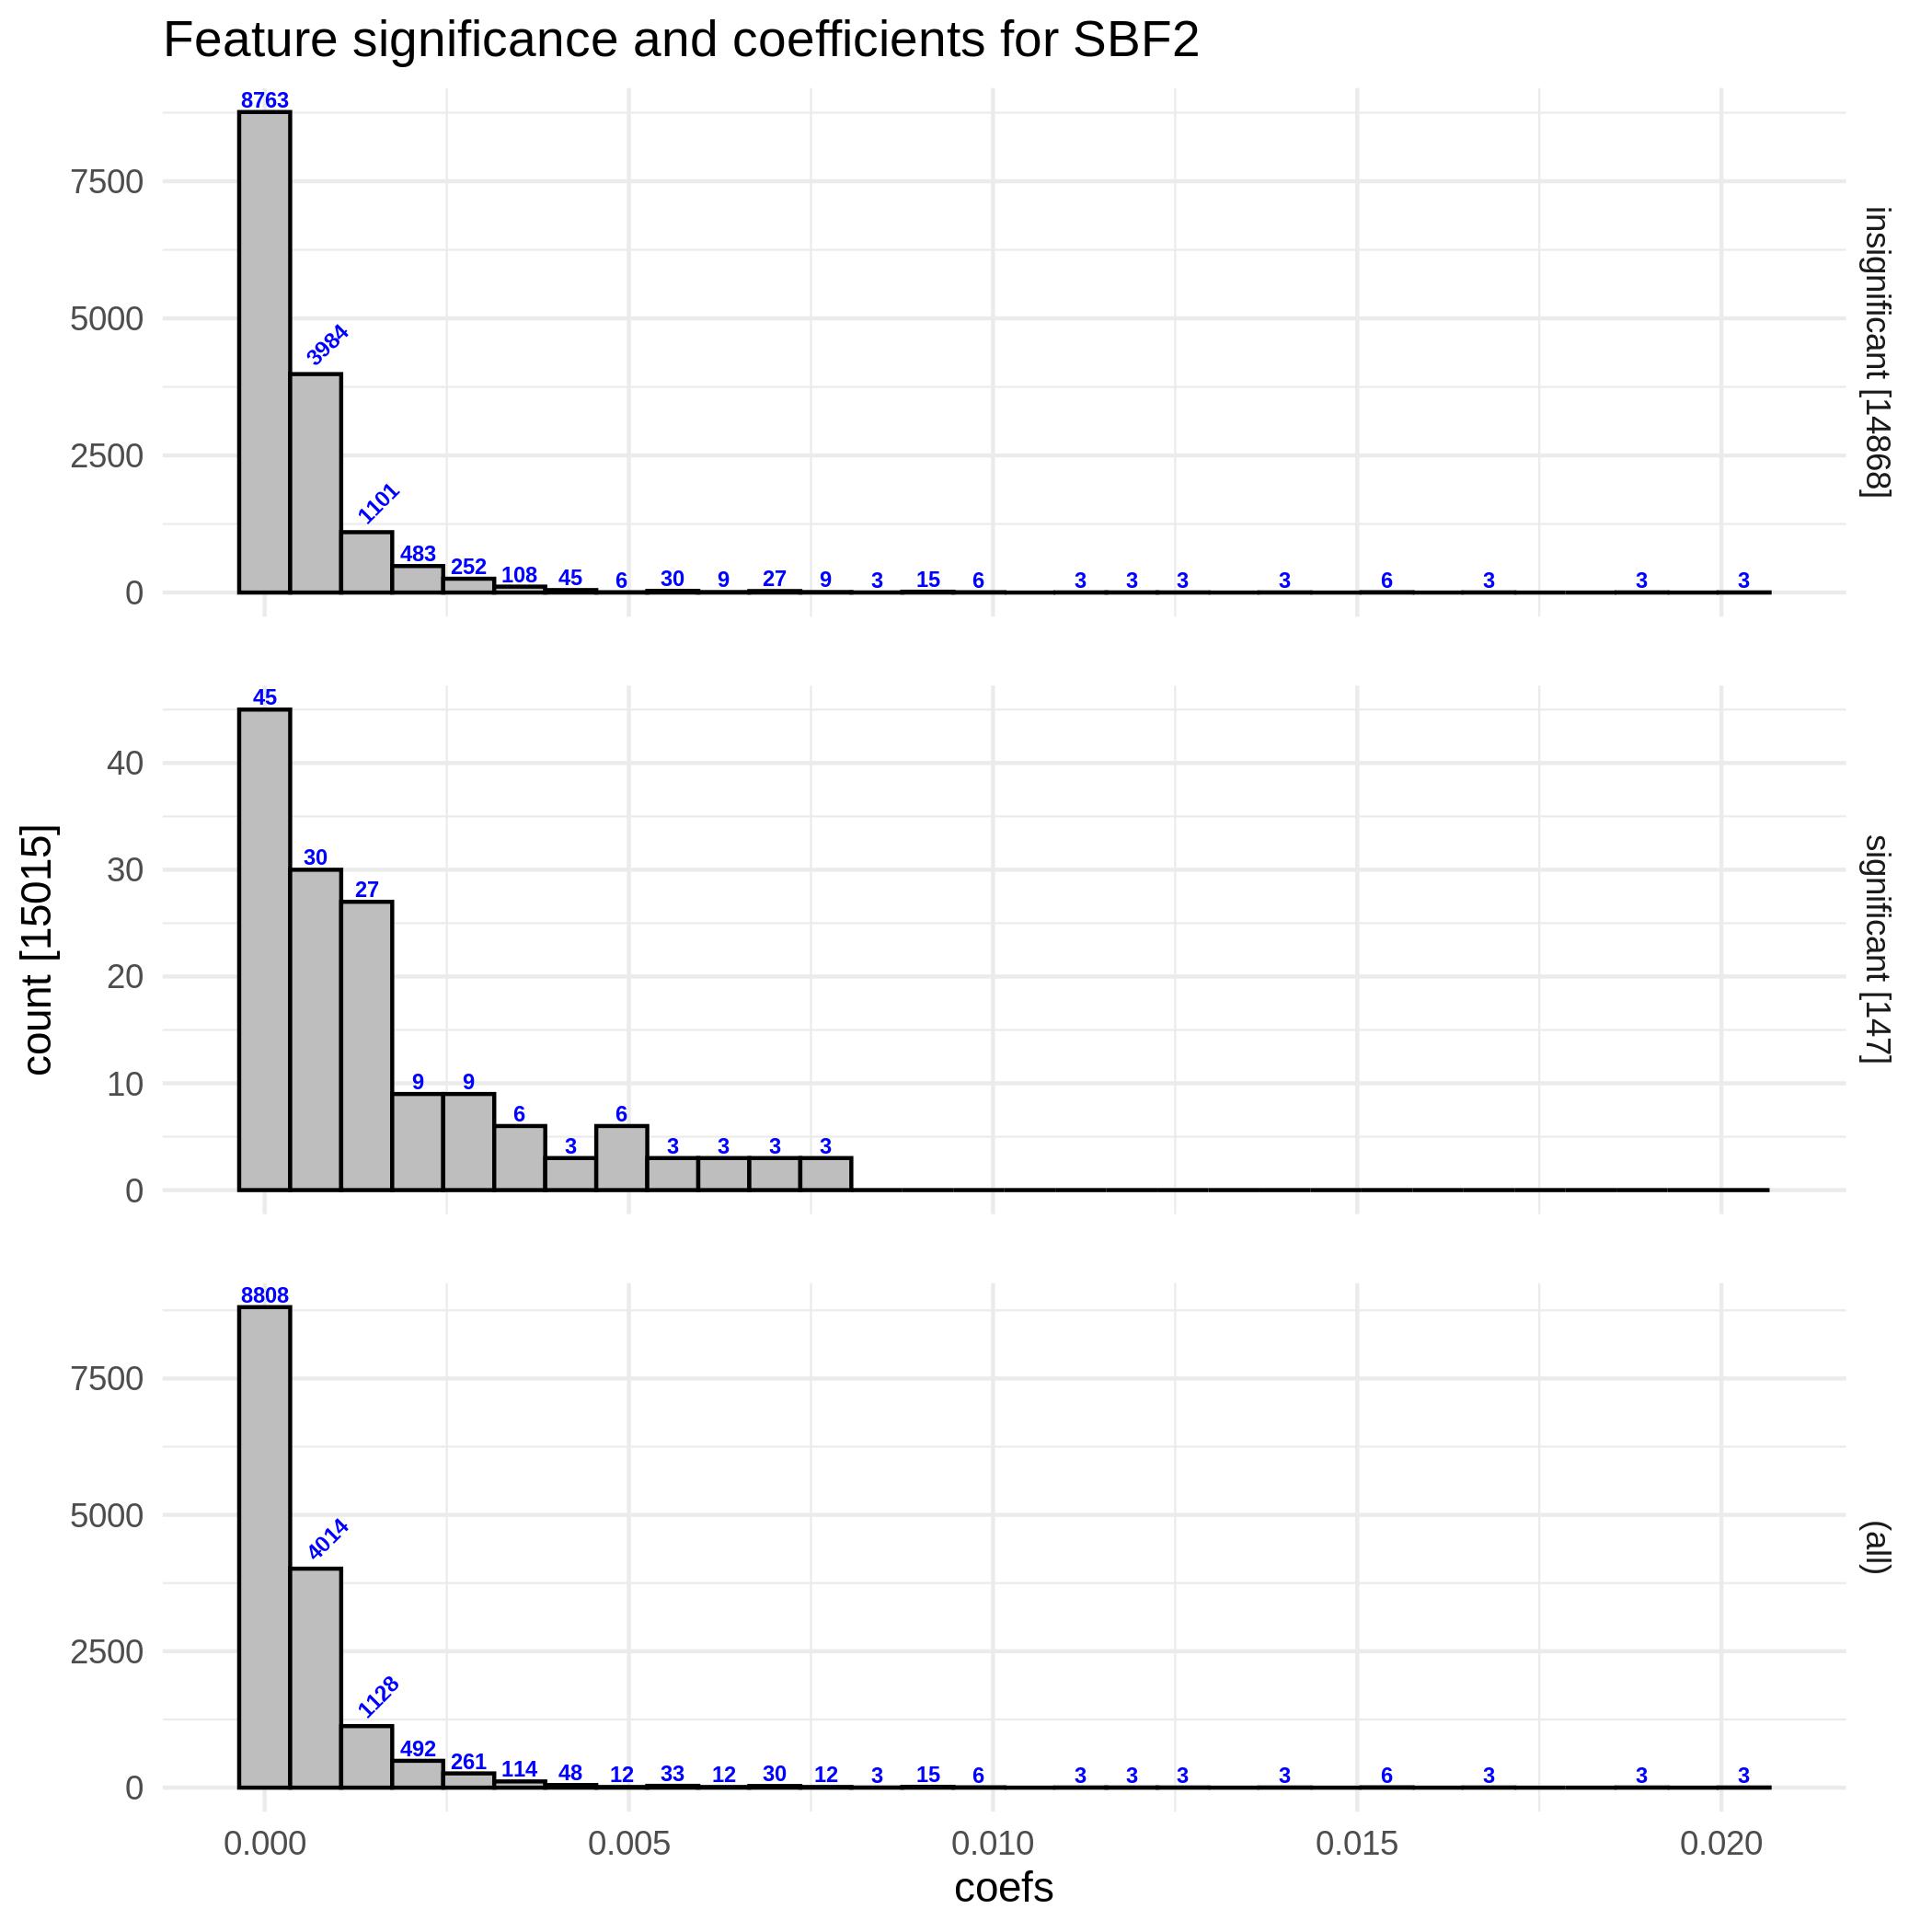 Feature significance and coefficients for SBF2
8763
3984
1101
483 252 108 45 6 30 9 27 9 3 15 6 3 3 3 3 6 3 3 3
7500
5000
2500
0
insignificant [14868]
45
30
27
9 9 6 3 6 3 3 3 3
40
30
20
10
0
significant [147]
count [15015]
8808
4014
1128
492 261 114 48 12 33 12 30 12 3 15 6 3 3 3 3 6 3 3 3
7500
5000
2500
0
(all)
0.000 0.005 0.010 0.015 0.020
coefs